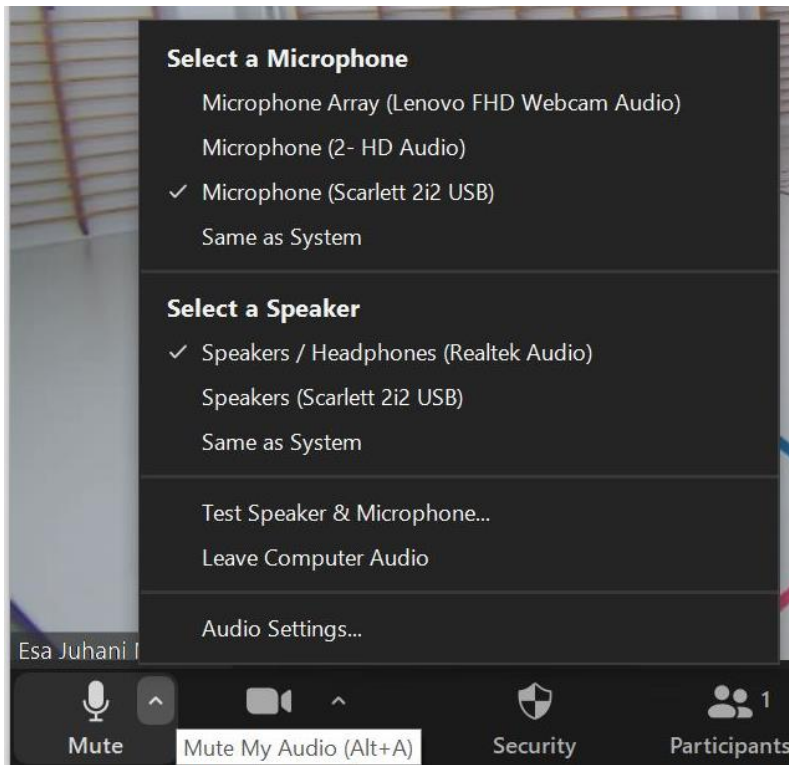 Select a Microphone
Microphone Array (Lenovo FHD Webcam Audio)
Microphone (2- HD Audio)
Microphone (Scarlett 2i2 USB)
Same as System
Select a Speaker
Speakers / Headphones (Realtek Audio)
Speakers (Scarlett 2i2 USB)
Same as System
Test Speaker & Microphone...
Leave Computer Audio
Audio Settings...
Esa Juhani
1
Mute
Mute My Audio (Alt+A)
Security
Participants